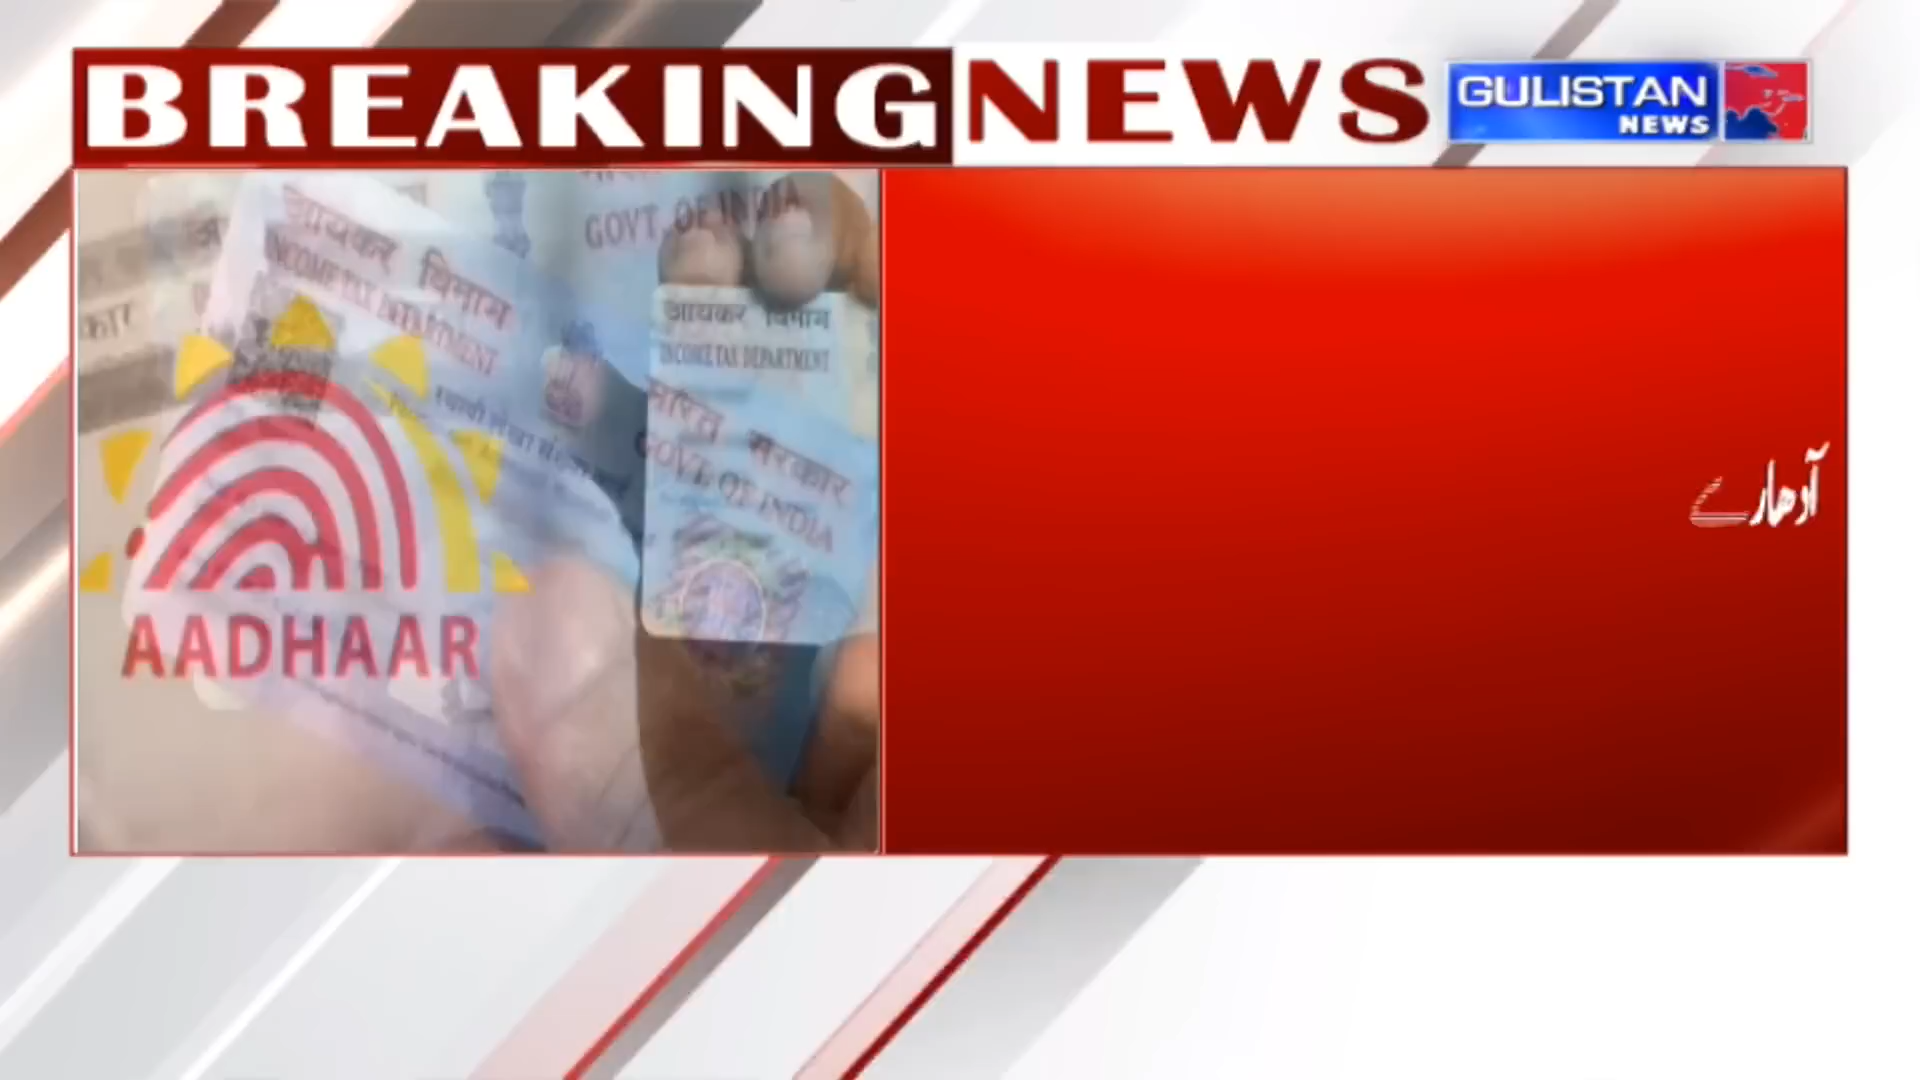 BREAKING NEWS
GULISTAN
NEWS
GOVT. OF INDIA
आयकर विभाग
INCOME TAX DEPARTMENT
आयकर विभाग
INCOME TAX DEPARTMENT
भारत सरकार
GOVT. OF INDIA
AADHAAR
آدھار